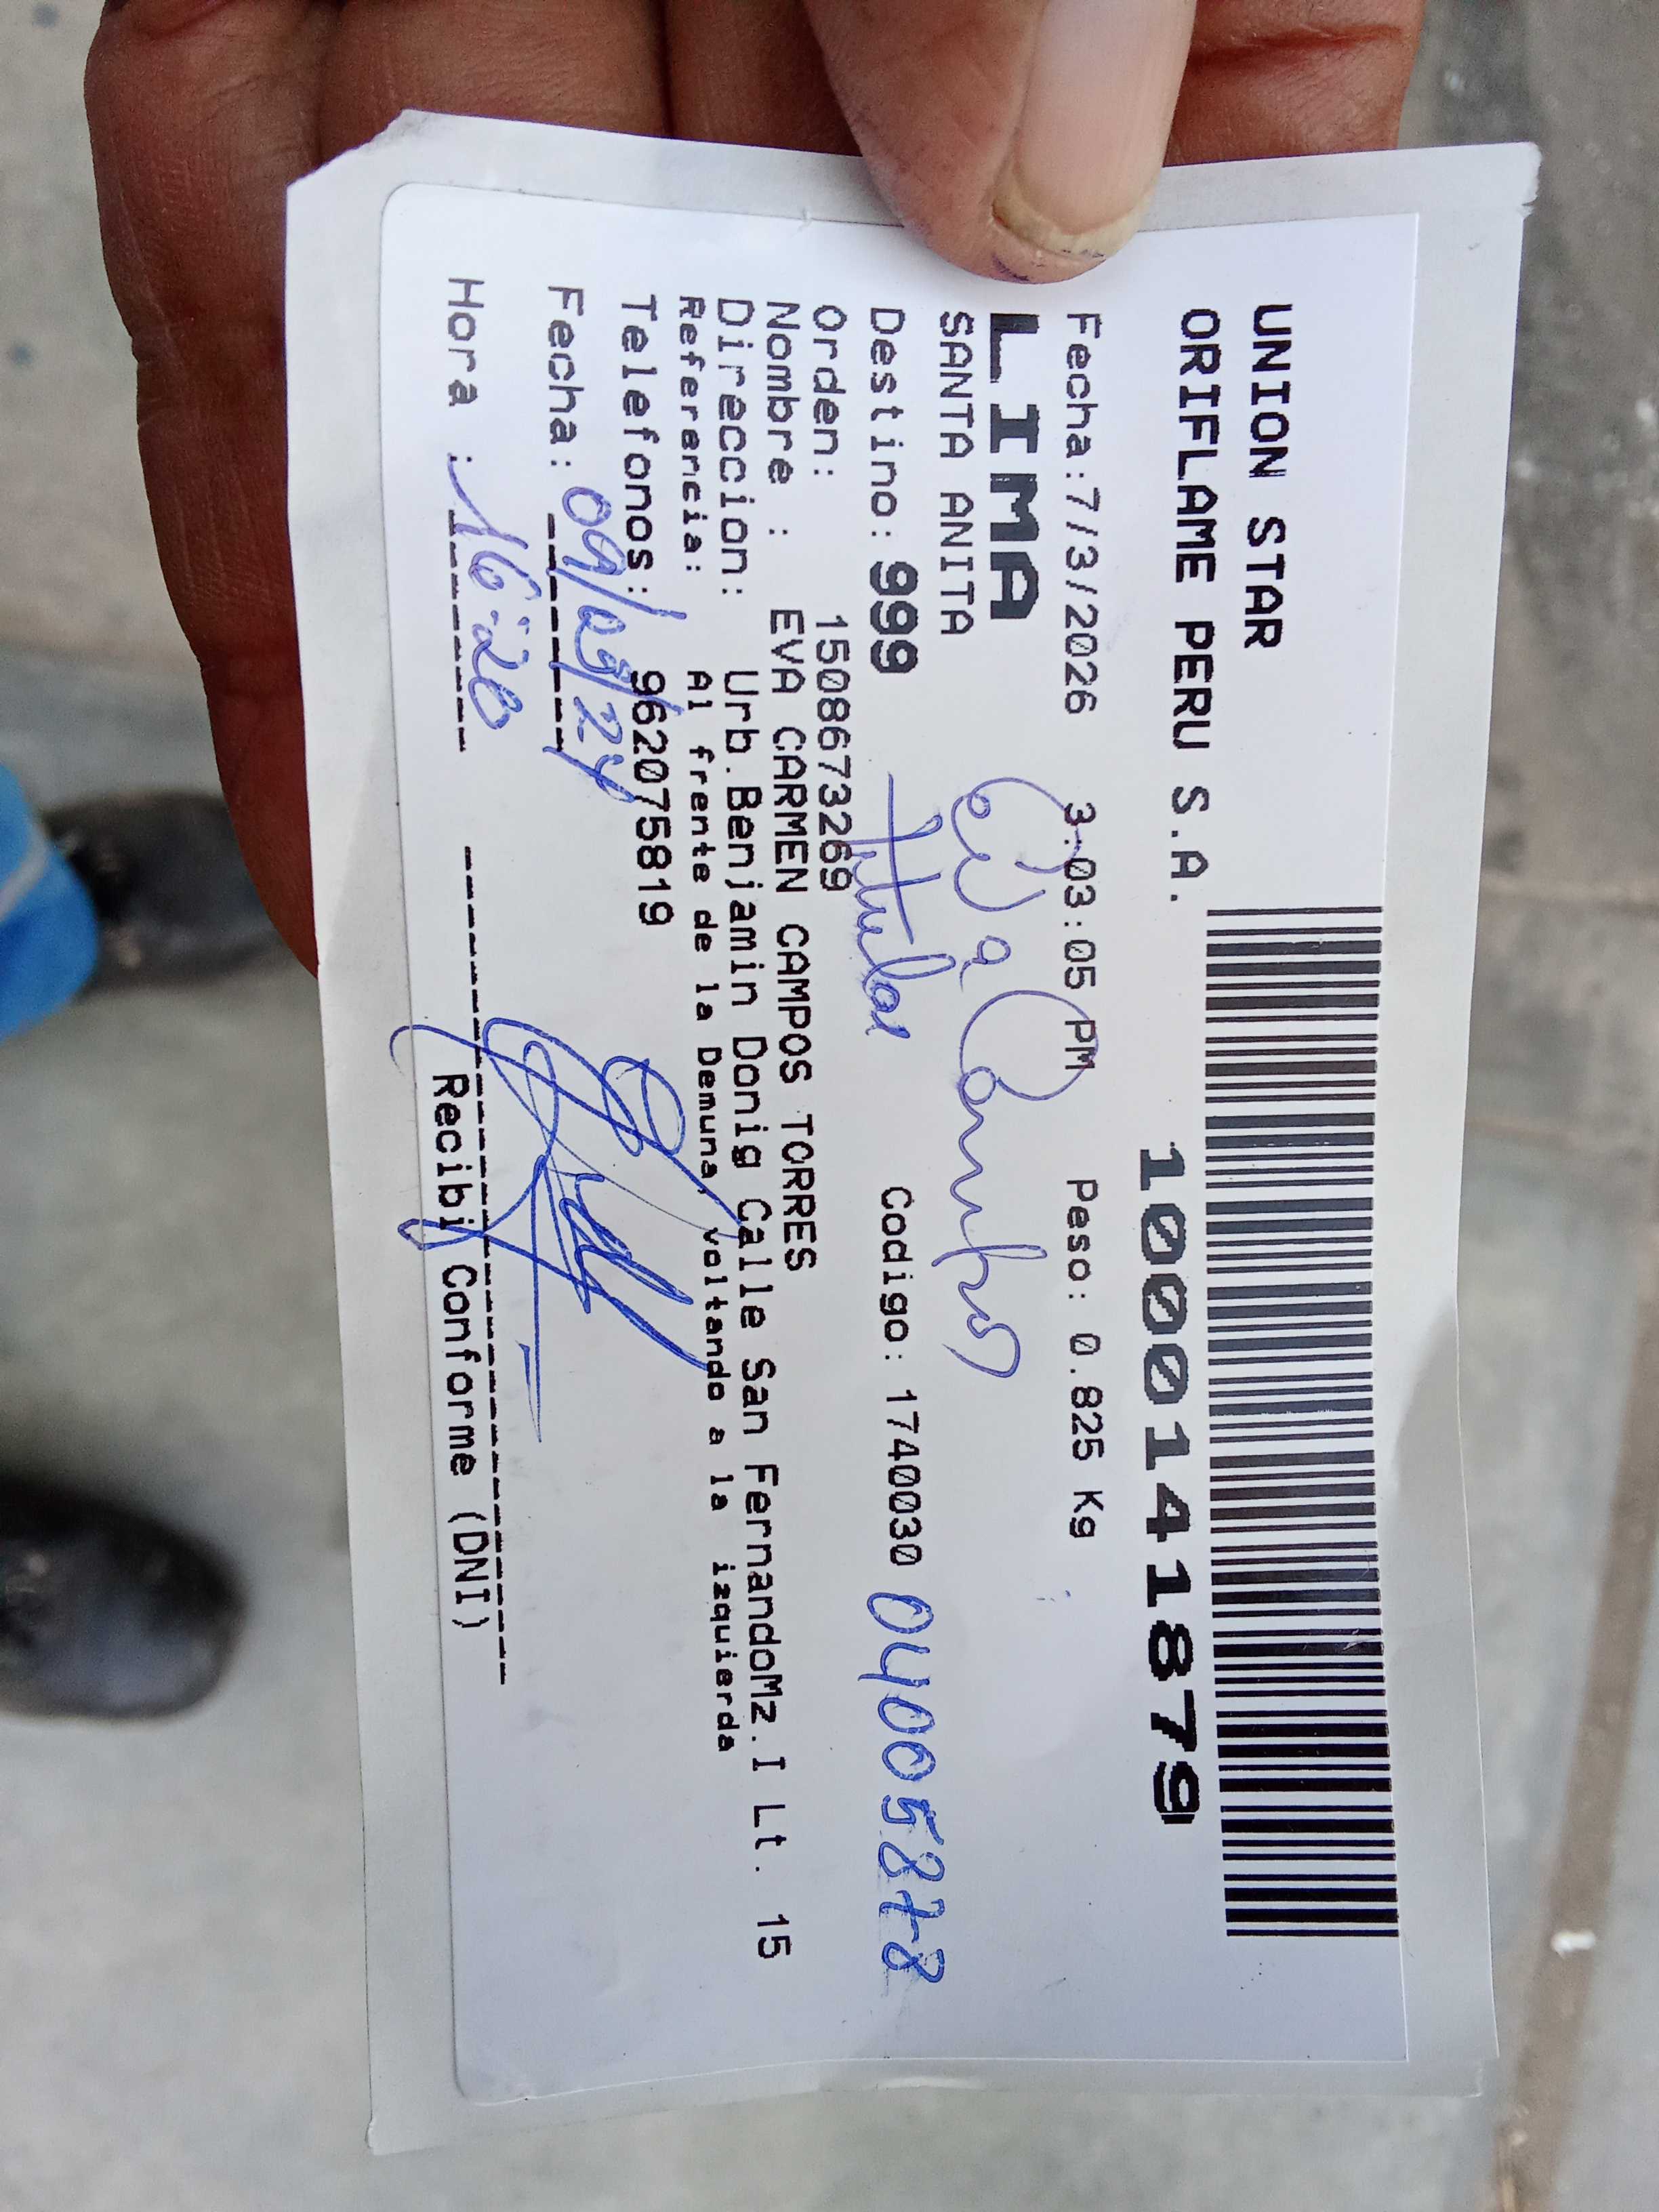 UNION STAR
ORIFLAME PERU S.A.
1000141879
Fecha:7/3/2026 3:03:05 PM Peso: 0.825 Kg
LIMA
SANTA ANITA
Eva Campos
Destino: 999 Titular Codigo: 1740030 04005878
Orden: 1508673269
Nombre : EVA CARMEN CAMPOS TORRES
Direccion: Urb.Benjamin Donig Calle San FernandoMz.I Lt. 15
Referencia: Al frente de la Demuna, voltando a la izquierda
Telefonos: 962075819
Fecha: 09/03/24
Hora : 16:20
Recibi Conforme (DNI)